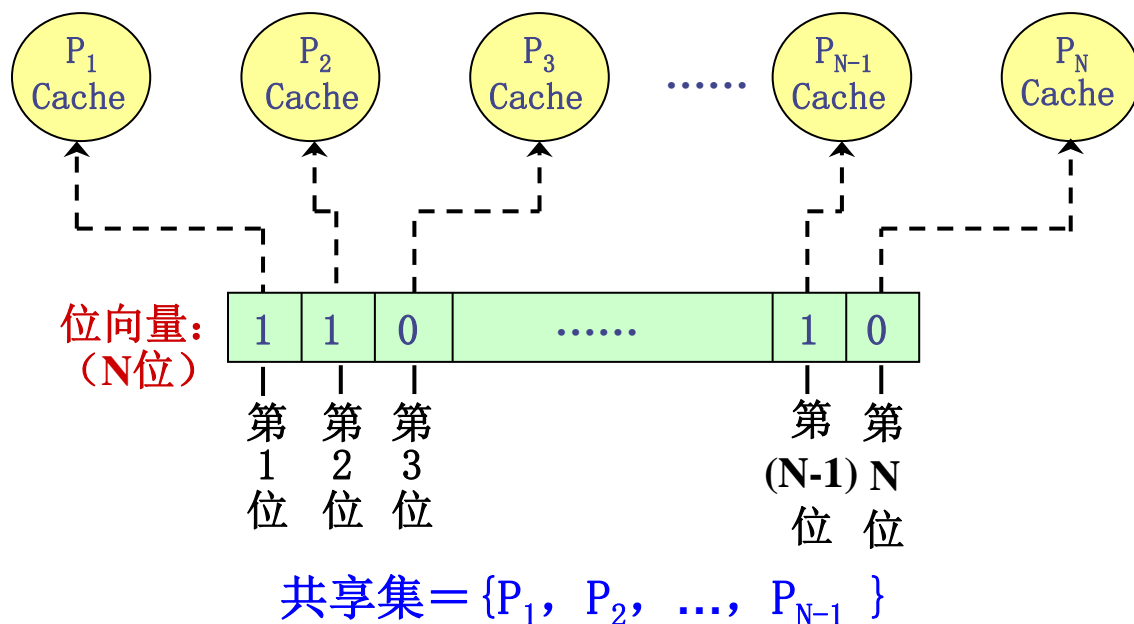 P₁ Cache
P₂ Cache
P₃ Cache
……
Pₙ₋₁ Cache
Pₙ Cache
位向量：
（N位）
1 1 0 …… 1 0
第1位
第2位
第3位
第(N-1)位
第N位
共享集＝{P₁, P₂, …, Pₙ₋₁ }